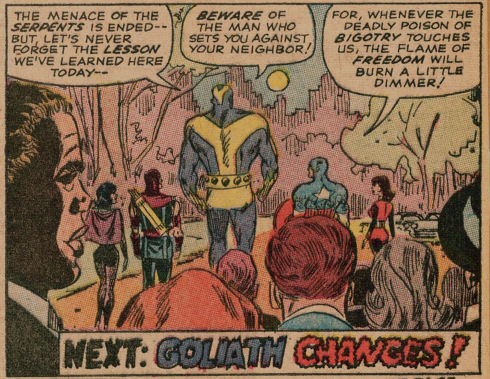 THE MENACE OF THE
SERPENTS IS ENDED--
BUT, LET'S NEVER
FORGET THE LESSON
WE'VE LEARNED HERE
TODAY--
BEWARE OF
THE MAN WHO
SETS YOU AGAINST
YOUR NEIGHBOR!
FOR, WHENEVER THE
DEADLY POISON OF
BIGOTRY TOUCHES
US, THE FLAME OF
FREEDOM WILL
BURN A LITTLE
DIMMER!
NEXT: GOLIATH CHANGES!